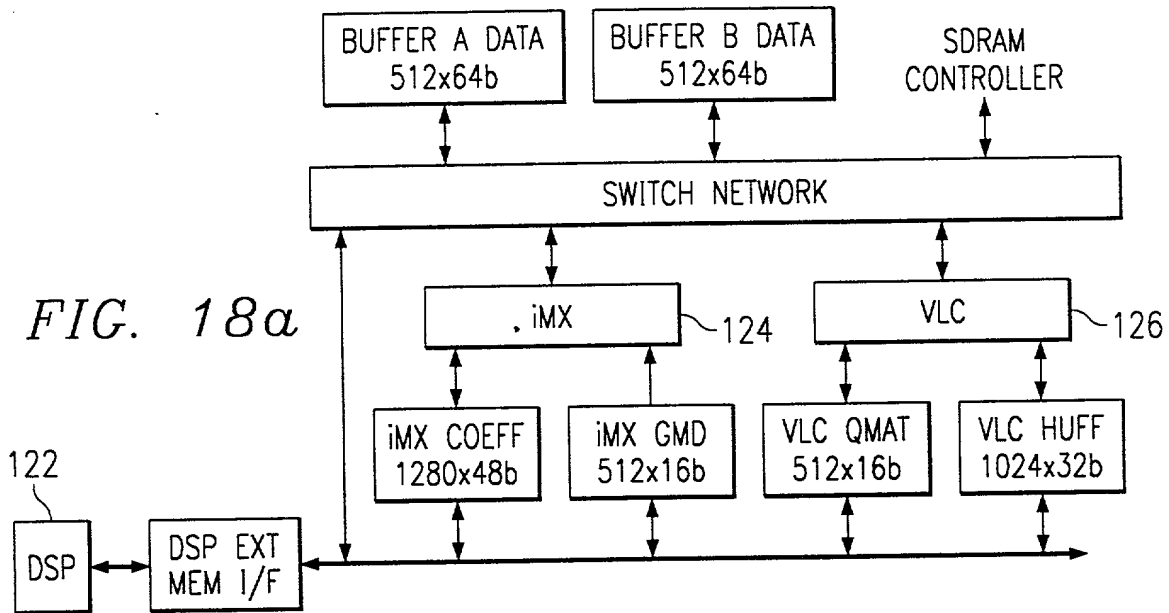 BUFFER A DATA
512x64b
BUFFER B DATA
512x64b
SDRAM
CONTROLLER
SWITCH NETWORK
FIG. 18a
iMX
124
VLC
126
iMX COEFF
1280x48b
iMX GMD
512x16b
VLC QMAT
512x16b
VLC HUFF
1024x32b
122
DSP
DSP EXT
MEM I/F